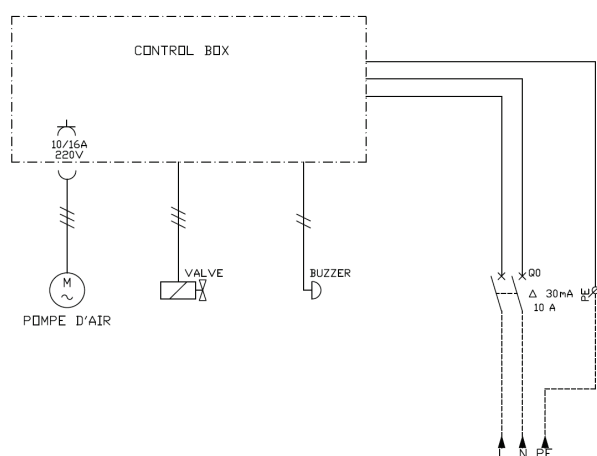 CONTROL BOX
10/16A
220V
M
~
VALVE
BUZZER
POMPE D'AIR
Q0
Δ 30mA
10 A
PE
L N PE